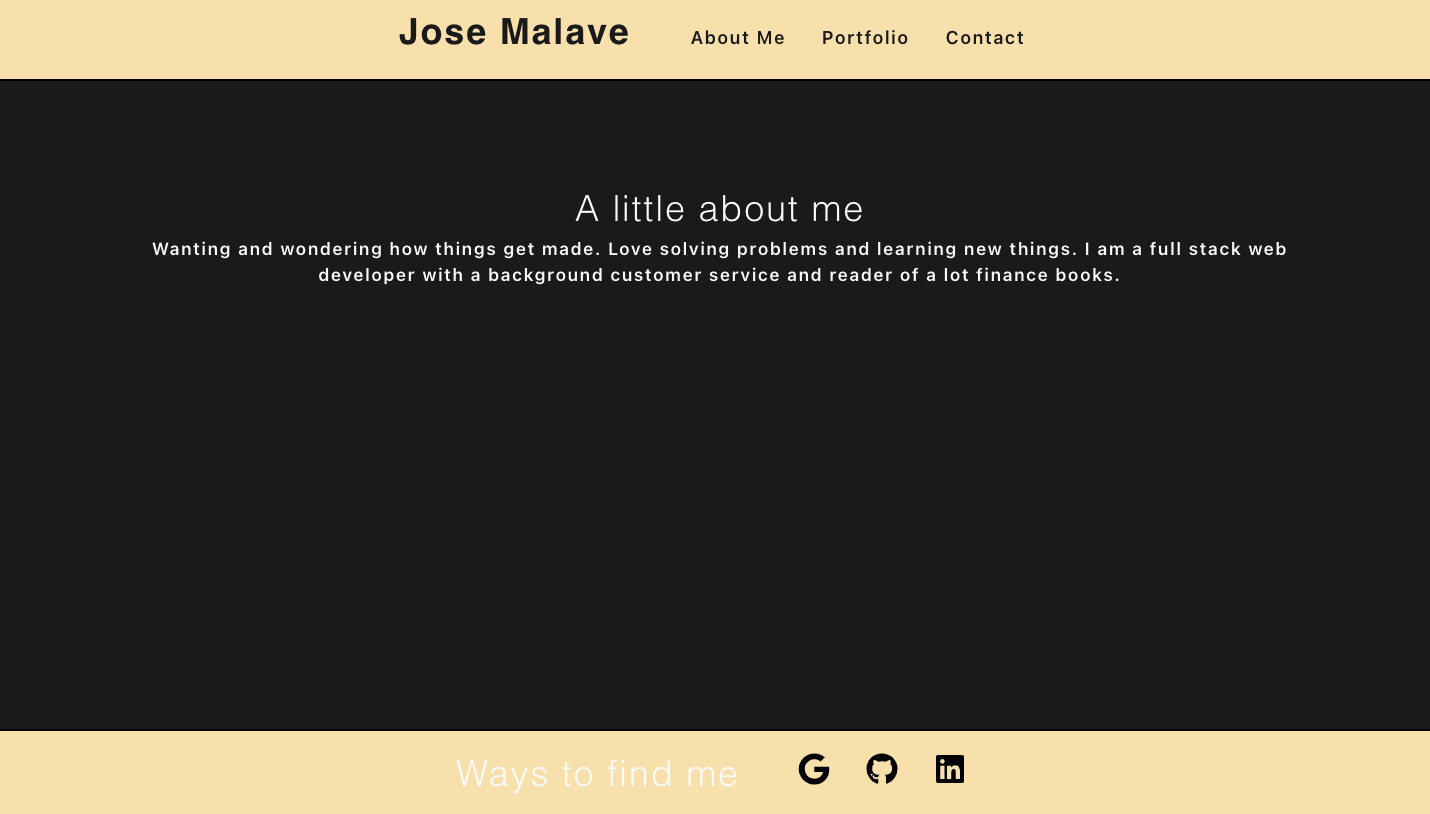 Jose Malave
About Me
Portfolio
Contact
A little about me
Wanting and wondering how things get made. Love solving problems and learning new things. I am a full stack web
developer with a background customer service and reader of a lot finance books.
Ways to find me